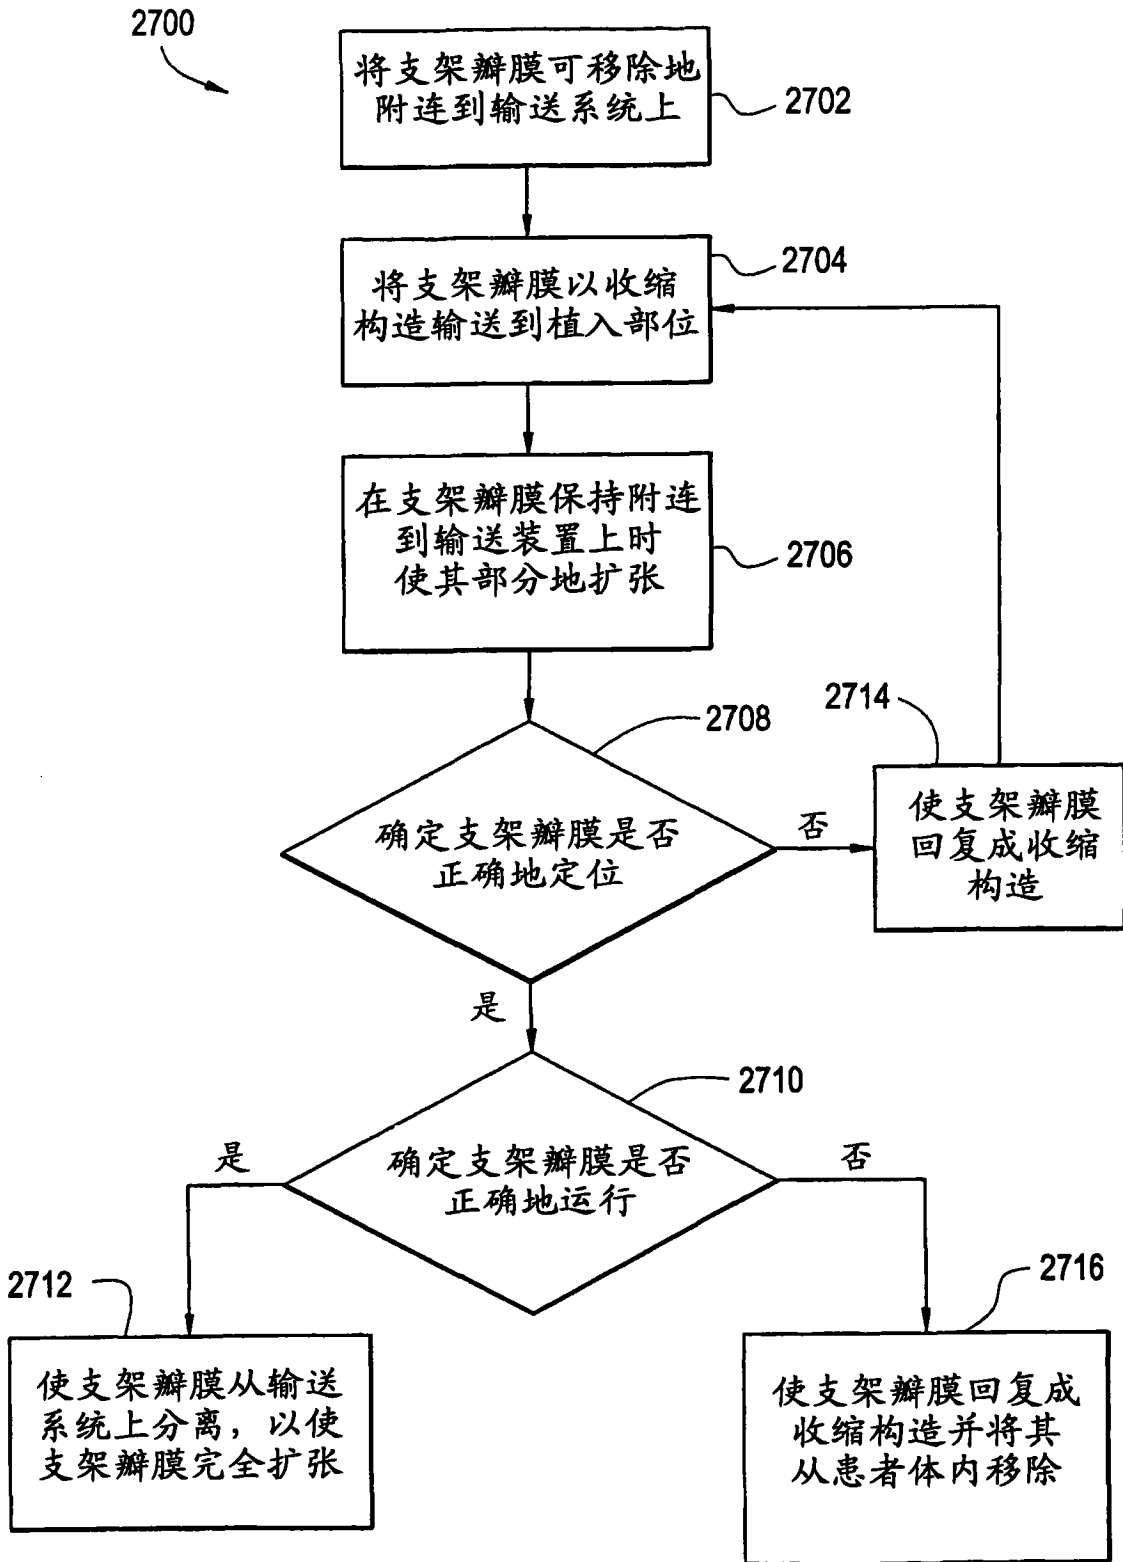 2700
将支架瓣膜可移除地
附连到输送系统上
2702
将支架瓣膜以收缩
构造输送到植入部位
2704
在支架瓣膜保持附连
到输送装置上时
使其部分地扩张
2706
2708
确定支架瓣膜是否
正确地定位
否
2714
使支架瓣膜
回复成收缩
构造
是
2710
确定支架瓣膜是否
正确地运行
是
否
2712
使支架瓣膜从输送
系统上分离，以使
支架瓣膜完全扩张
2716
使支架瓣膜回复成
收缩构造并将其
从患者体内移除